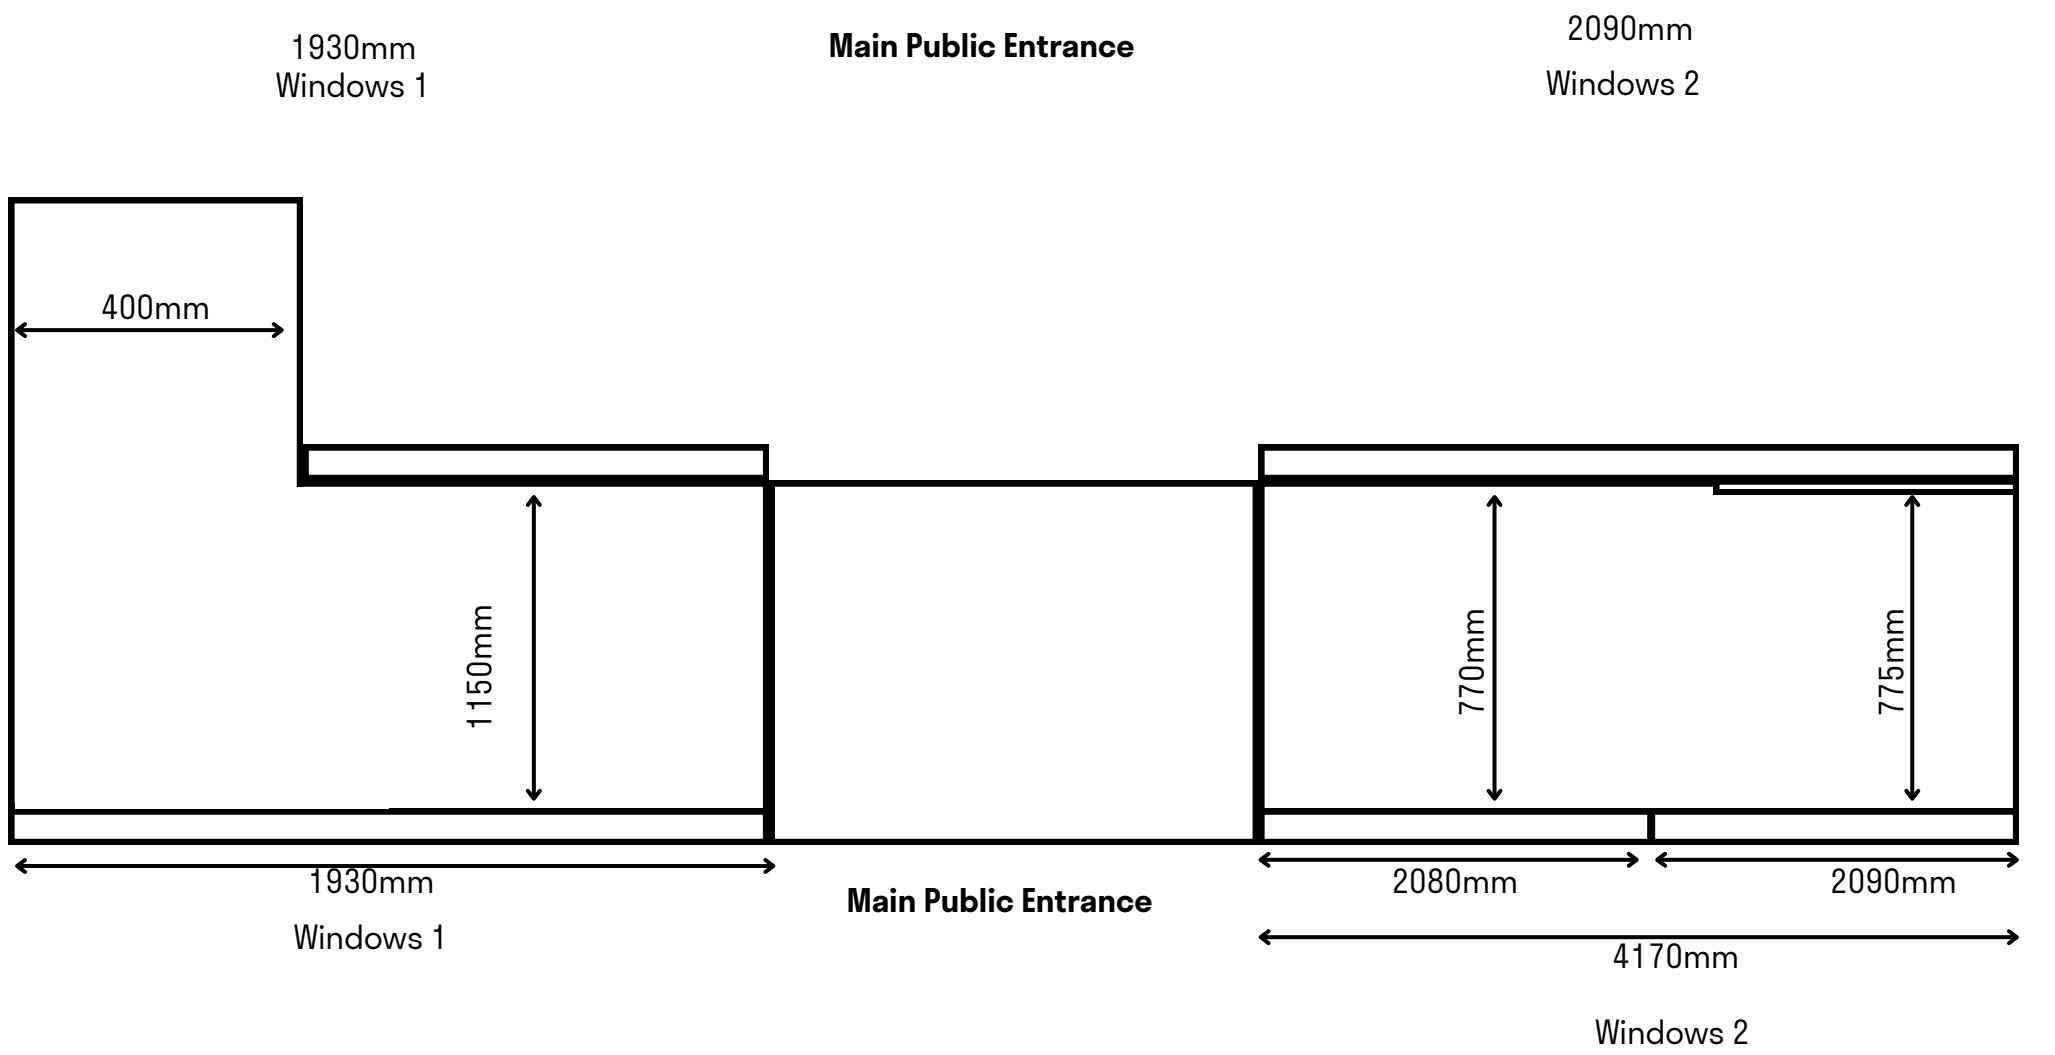 1930mm
Windows 1
Main Public Entrance
2090mm
Windows 2
400mm
1150mm
770mm
775mm
1930mm
Windows 1
Main Public Entrance
2080mm
2090mm
4170mm
Windows 2